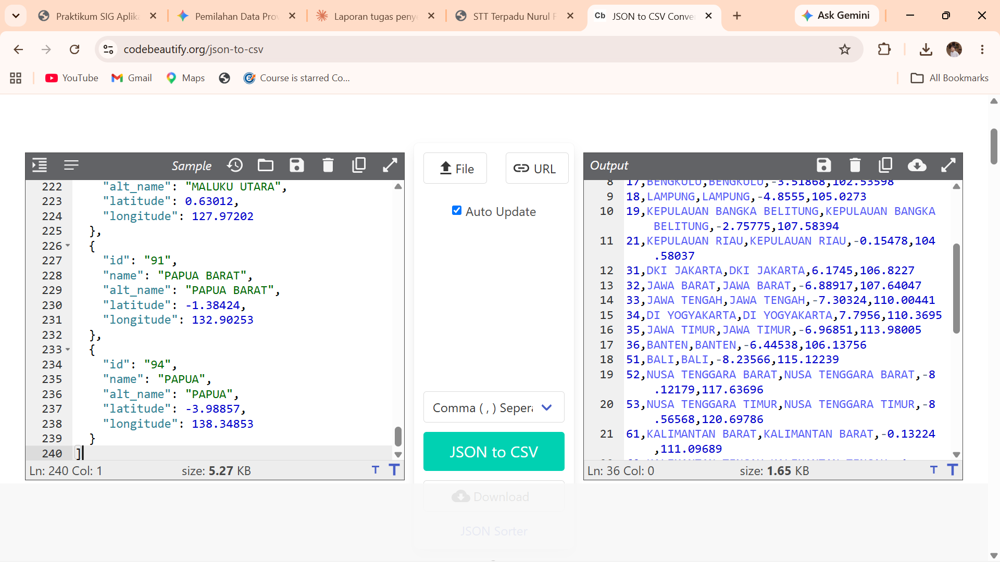 Praktikum SIG Aplika
Pemilahan Data Prov
Laporan tugas penye
STT Terpadu Nurul F
Cb JSON to CSV Conver
Ask Gemini
codebeautify.org/json-to-csv
YouTube
Gmail
Maps
Course is starred Co...
All Bookmarks
Sample
222 "alt_name": "MALUKU UTARA",
223 "latitude": 0.63012,
224 "longitude": 127.97202
225 },
226 {
227 "id": "91",
228 "name": "PAPUA BARAT",
229 "alt_name": "PAPUA BARAT",
230 "latitude": -1.38424,
231 "longitude": 132.90253
232 },
233 {
234 "id": "94",
235 "name": "PAPUA",
236 "alt_name": "PAPUA",
237 "latitude": -3.98857,
238 "longitude": 138.34853
239 }
240 ]
Ln: 240 Col: 1 size: 5.27 KB T T
File URL
Auto Update
Comma ( , ) Sepera
JSON to CSV
Download
JSON Sorter
Output
8 17,BENGKULU,BENGKULU,-3.51868,102.53598
9 18,LAMPUNG,LAMPUNG,-4.8555,105.0273
10 19,KEPULAUAN BANGKA BELITUNG,KEPULAUAN BANGKA
BELITUNG,-2.75775,107.58394
11 21,KEPULAUAN RIAU,KEPULAUAN RIAU,-0.15478,104
.58037
12 31,DKI JAKARTA,DKI JAKARTA,6.1745,106.8227
13 32,JAWA BARAT,JAWA BARAT,-6.88917,107.64047
14 33,JAWA TENGAH,JAWA TENGAH,-7.30324,110.00441
15 34,DI YOGYAKARTA,DI YOGYAKARTA,7.7956,110.3695
16 35,JAWA TIMUR,JAWA TIMUR,-6.96851,113.98005
17 36,BANTEN,BANTEN,-6.44538,106.13756
18 51,BALI,BALI,-8.23566,115.12239
19 52,NUSA TENGGARA BARAT,NUSA TENGGARA BARAT,-8
.12179,117.63696
20 53,NUSA TENGGARA TIMUR,NUSA TENGGARA TIMUR,-8
.56568,120.69786
21 61,KALIMANTAN BARAT,KALIMANTAN BARAT,-0.13224
,111.09689
Ln: 36 Col: 0 size: 1.65 KB T T